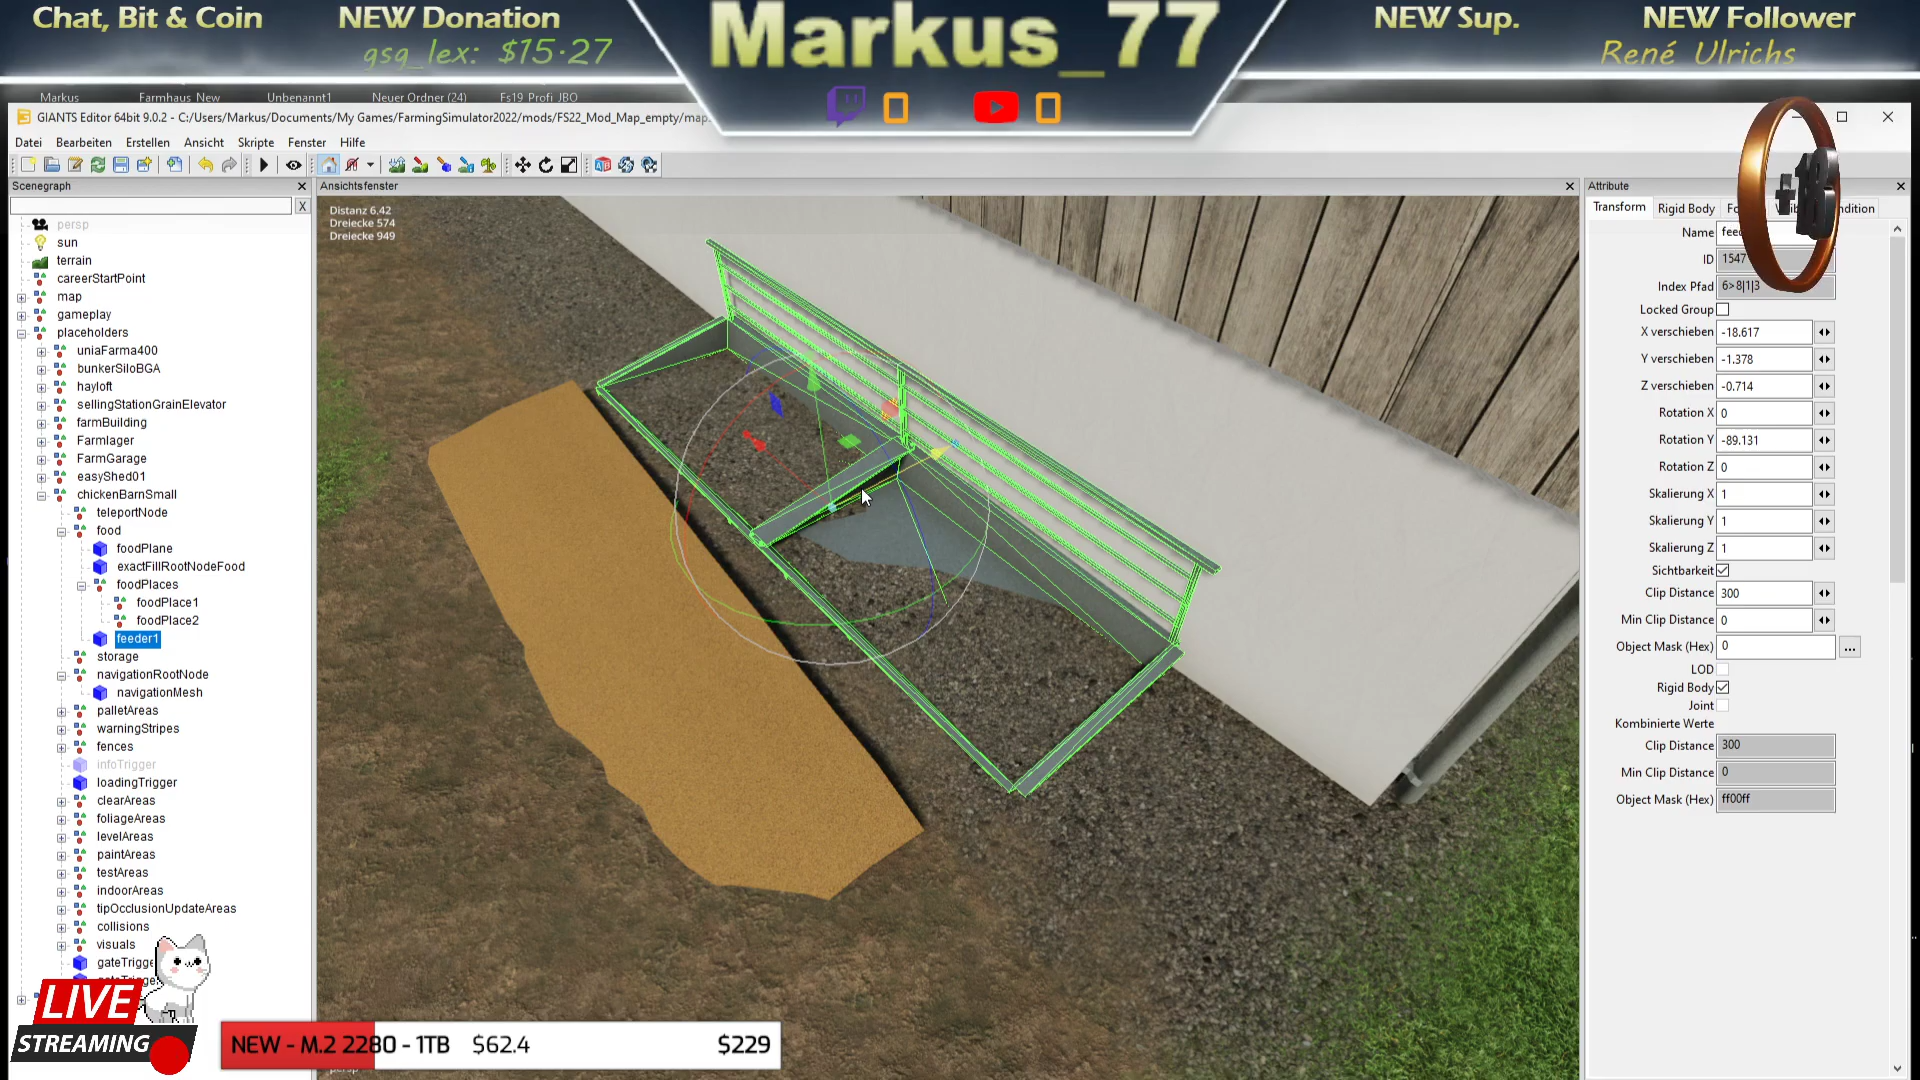 Chat, Bit & Coin
NEW Donation
gsg_lex: $15.27
Markus_77
0
0
NEW Sup.
NEW Follower
René Ulrichs
Markus
Farmhaus_New
Unbenannt1
Neuer Ordner (24)
Fs19_Profi_JBO
GIANTS Editor 64bit 9.0.2 - C:/Users/Markus/Documents/My Games/FarmingSimulator2022/mods/FS22_Mod_Map_empty/map
Datei
Bearbeiten
Erstellen
Ansicht
Skripte
Fenster
Hilfe
Scenegraph
X
persp
sun
terrain
careerStartPoint
map
gameplay
placeholders
uniaFarma400
bunkerSiloBGA
hayloft
sellingStationGrainElevator
farmBuilding
Farmlager
FarmGarage
easyShed01
chickenBarnSmall
teleportNode
food
foodPlane
exactFillRootNodeFood
foodPlaces
foodPlace1
foodPlace2
feeder1
storage
navigationRootNode
navigationMesh
palletAreas
warningStripes
fences
infoTrigger
loadingTrigger
clearAreas
foliageAreas
levelAreas
paintAreas
testAreas
indoorAreas
tipOcclusionUpdateAreas
collisions
visuals
gateTrigge
Ansichtsfenster
Distanz 6.42
Dreiecke 574
Dreiecke 949
persp
Attribute
Transform
Rigid Body
Name
ID 1547
Index Pfad 6>8|1|3
Locked Group
X verschieben -18.617
Y verschieben -1.378
Z verschieben -0.714
Rotation X 0
Rotation Y -89.131
Rotation Z 0
Skalierung X 1
Skalierung Y 1
Skalierung Z 1
Sichtbarkeit
Clip Distance 300
Min Clip Distance 0
Object Mask (Hex) 0 ...
LOD
Rigid Body
Joint
Kombinierte Werte
Clip Distance 300
Min Clip Distance 0
Object Mask (Hex) ff00ff
LIVE
STREAMING
NEW - M.2 2280 - 1TB $62.4 $229